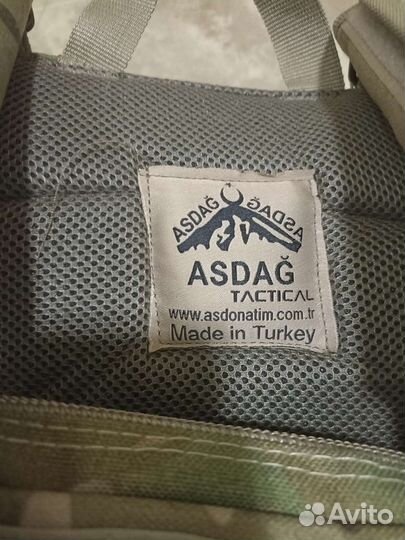 ASDAĞ ASDAĞ
ASDAĞ
TACTICAL
www.asdonatim.com.tr
Made in Turkey
Avito